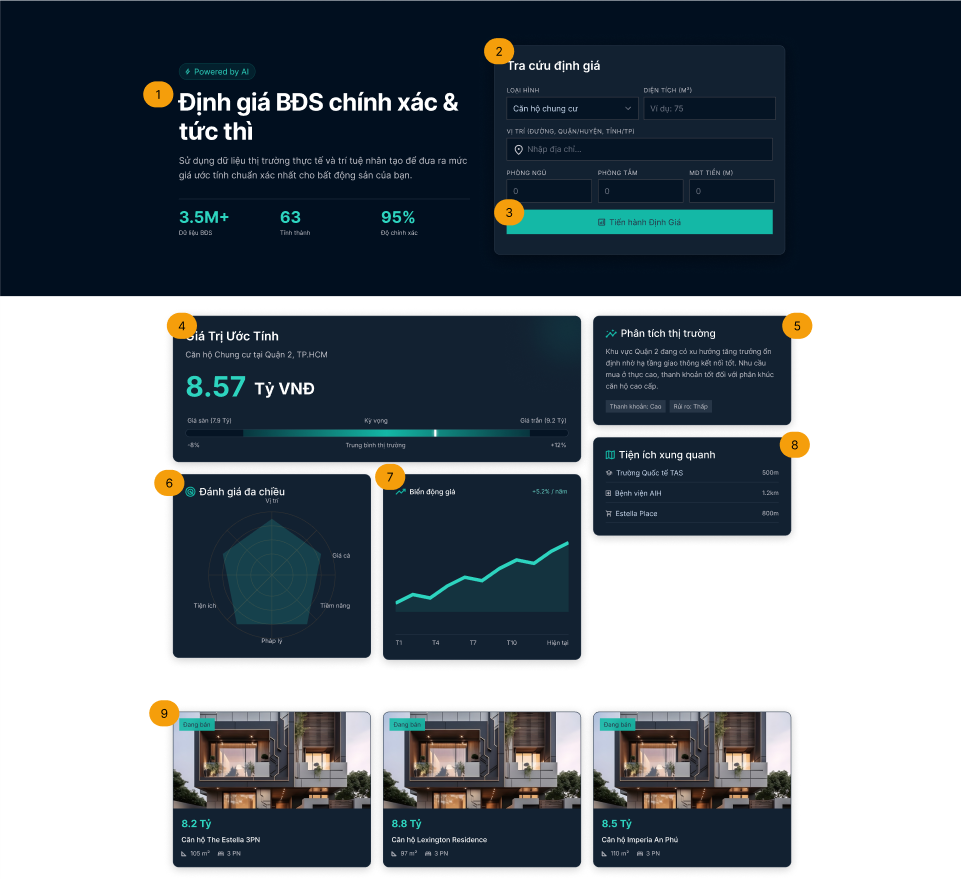 1
Powered by AI
Định giá BĐS chính xác &
tức thì
Sử dụng dữ liệu thị trường thực tế và trí tuệ nhân tạo để đưa ra mức
giá ước tính chuẩn xác nhất cho bất động sản của bạn.
3.5M+
63
95%
Dữ liệu BĐS
Tỉnh thành
Độ chính xác
2
Tra cứu định giá
LOẠI HÌNH
DIỆN TÍCH (M²)
Căn hộ chung cư
Ví dụ: 75
VỊ TRÍ (ĐƯỜNG, QUẬN/HUYỆN, TỈNH/TP)
Nhập địa chỉ...
PHÒNG NGỦ
PHÒNG TẮM
MẶT TIỀN (M)
0
0
0
3
Tiến hành Định Giá
4
Giá Trị Ước Tính
Căn hộ Chung cư tại Quận 2, TP.HCM
8.57 Tỷ VNĐ
Giá sàn (7.9 Tỷ)
Kỳ vọng
Giá trần (9.2 Tỷ)
-8%
Trung bình thị trường
+12%
5
Phân tích thị trường
Khu vực Quận 2 đang có xu hướng tăng trưởng ổn
định nhờ hạ tầng giao thông kết nối tốt. Nhu cầu
mua ở thực cao, thanh khoản tốt đối với phân khúc
căn hộ cao cấp.
Thanh khoản: Cao
Rủi ro: Thấp
6
Đánh giá đa chiều
Vị trí
Giá cả
Tiềm năng
Pháp lý
Tiện ích
7
Biến động giá
+5.2% / năm
T1
T4
T7
T10
Hiện tại
8
Tiện ích xung quanh
Trường Quốc tế TAS
500m
Bệnh viện AIH
1.2km
Estella Place
800m
9
Đang bán
8.2 Tỷ
Căn hộ The Estella 3PN
105 m²
3 PN
Đang bán
8.8 Tỷ
Căn hộ Lexington Residence
97 m²
3 PN
Đang bán
8.5 Tỷ
Căn hộ Imperia An Phú
110 m²
3 PN